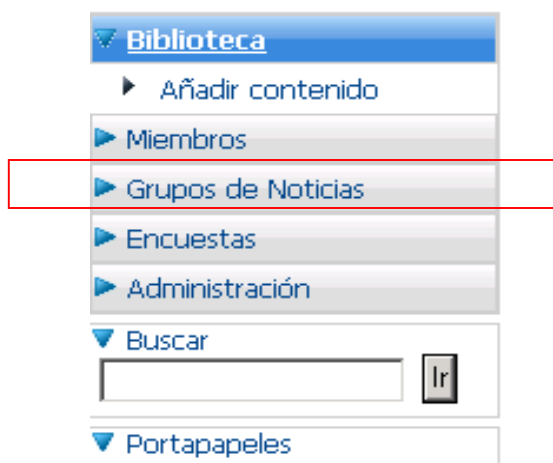 Biblioteca
Añadir contenido
Miembros
Grupos de Noticias
Encuestas
Administración
Buscar
Ir
Portapapeles